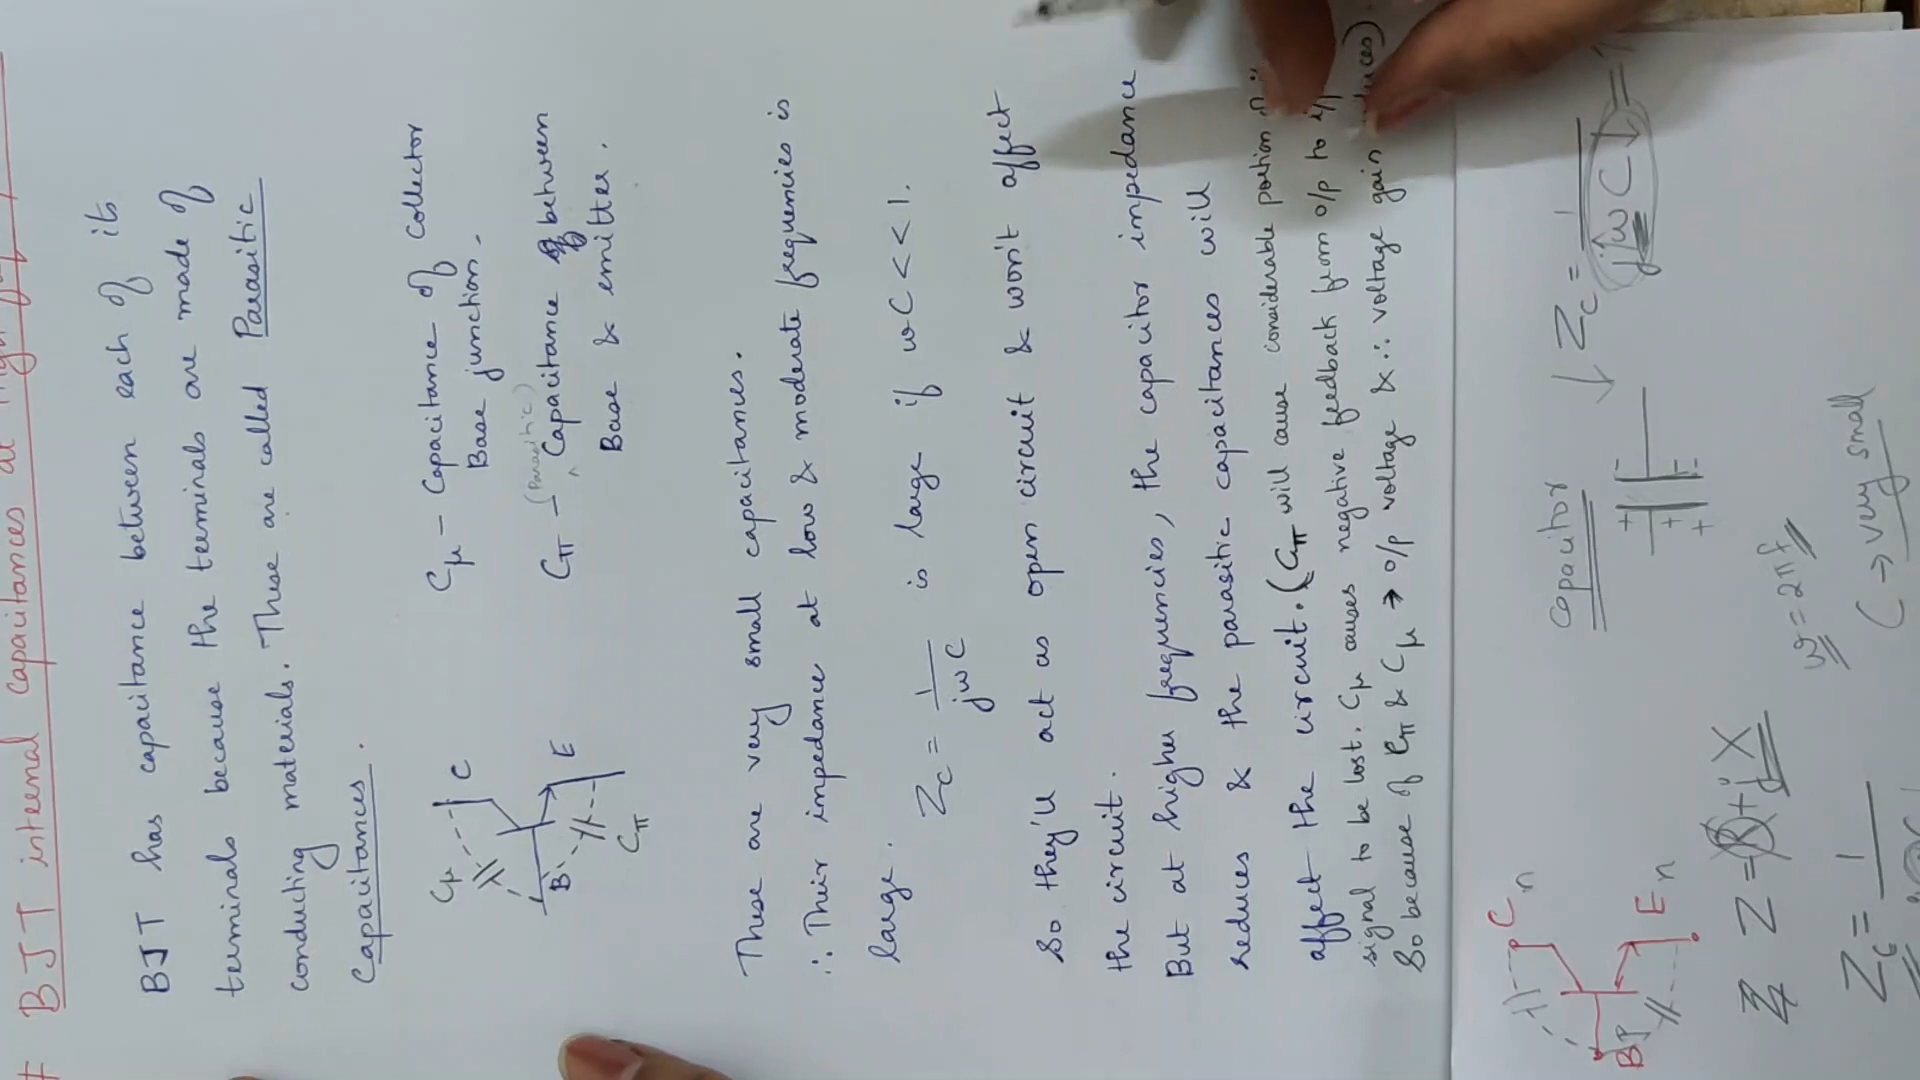 # BJT internal capacitances at high
BJT has capacitance between each of its
terminals because the terminals are made of
conducting materials. These are called Parasitic
Capacitances.
Cμ
C
B
E
Cπ
Cμ - Capacitance of collector
Base junction.
(Parasitic)
Cπ - Capacitance between
Base & emitter.
These are very small capacitances.
∴ Their impedance at low & moderate frequencies is
large.
Zc = 1/jωC is large if ωC << 1.
So they'll act as open circuit & won't affect
the circuit.
But at higher frequencies, the capacitor impedance
reduces & the parasitic capacitances will
affect the circuit. (Cπ will cause considerable portion
signal to be lost. Cμ causes negative feedback from o/p to i/p
So because of Cπ & Cμ → o/p voltage & ∴ voltage gain
C n
B P
E n
Capacitor
↓ Zc = 1/jωC↓ =
+ -
+ -
+ -
Z = R + jX
ω = 2πf
Zc = 1
C → very small